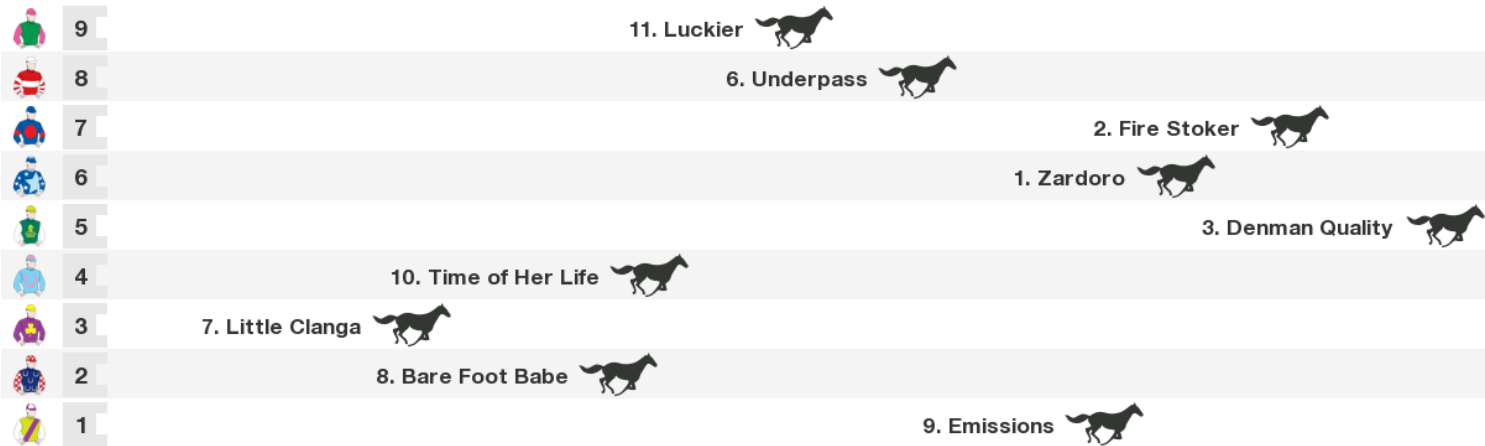 9 11. Luckier
8 6. Underpass
7 2. Fire Stoker
6 1. Zardoro
5 3. Denman Quality
4 10. Time of Her Life
3 7. Little Clanga
2 8. Bare Foot Babe
1 9. Emissions